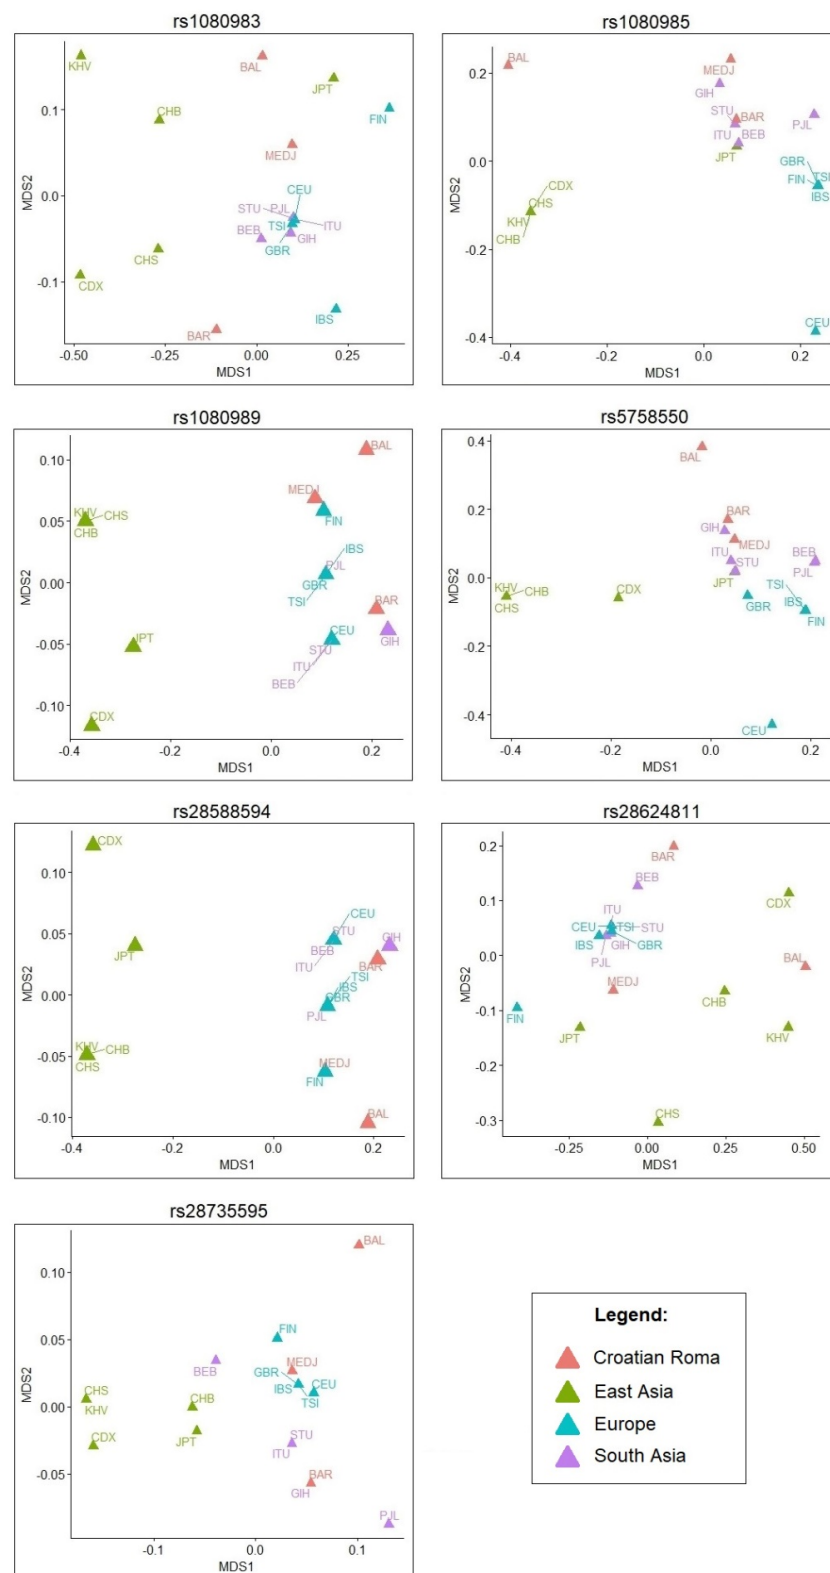 rs1080983
MDS2
0.1
0.0
-0.1
KHV
BAL
JPT
FIN
CHB
MEDJ
CEU
STU PJL
ITU
BEB TSI
GIH
GBR
CHS
CDX
IBS
BAR
-0.50 -0.25 0.00 0.25
MDS1
rs1080985
MDS2
0.2
0.0
-0.2
-0.4
BAL
MEDJ
GIH
STU
BAR
PJL
ITU BEB
JPT
GBR
TSI
FIN
IBS
CDX
CHS
KHV
CHB
CEU
-0.4 -0.2 0.0 0.2
MDS1
rs1080989
MDS2
0.10
0.05
0.00
-0.05
-0.10
BAL
MEDJ
FIN
KHV
CHS
CHB
IBS
PJL
GBR
TSI
BAR
CEU
GIH
STU
ITU
BEB
JPT
CDX
-0.4 -0.2 0.0 0.2
MDS1
rs5758550
MDS2
0.4
0.2
0.0
-0.2
-0.4
BAL
BAR
GIH
MEDJ
ITU
STU
BEB
PJL
JPT
TSI
IBS
FIN
GBR
KHV
CHB
CHS
CDX
CEU
-0.4 -0.2 0.0 0.2
MDS1
rs28588594
MDS2
0.10
0.05
0.00
-0.05
-0.10
CDX
JPT
CEU
STU
GIH
BEB
ITU
BAR
TSI
IBS
GBR
PJL
KHV
CHB
CHS
MEDJ
FIN
BAL
-0.4 -0.2 0.0 0.2
MDS1
rs28624811
MDS2
0.2
0.1
0.0
-0.1
-0.2
-0.3
BAR
BEB
CDX
ITU
CEU TSI STU
IBS GIH GBR
PJL
BAL
MEDJ
CHB
FIN
JPT
KHV
CHS
-0.25 0.00 0.25 0.50
MDS1
rs28735595
MDS2
0.10
0.05
0.00
-0.05
BAL
FIN
BEB
MEDJ
GBR
IBS
CEU
TSI
CHS
KHV
CHB
CDX
JPT
STU
ITU
BAR
GIH
PJL
-0.1 0.0 0.1
MDS1
Legend:
Croatian Roma
East Asia
Europe
South Asia